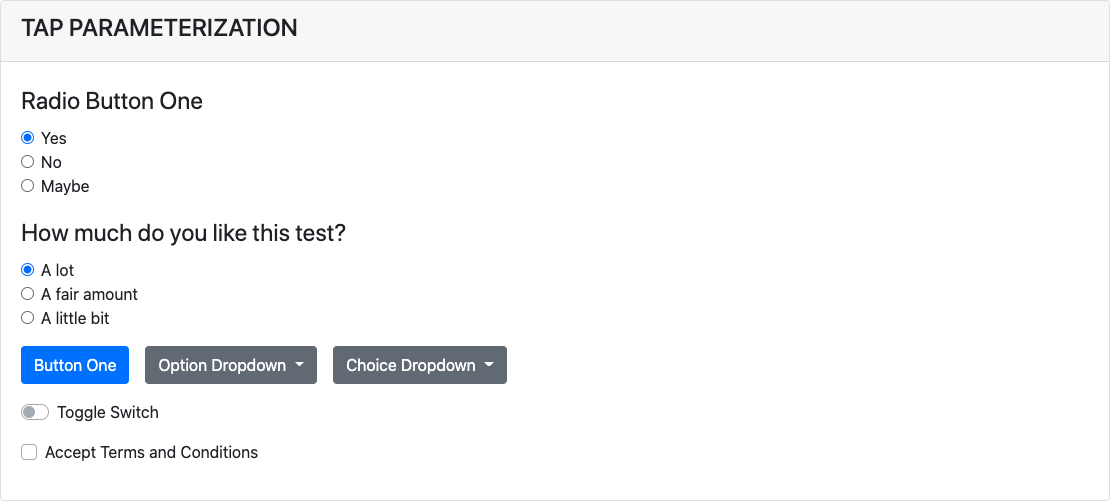 TAP PARAMETERIZATION
Radio Button One
Yes
No
Maybe
How much do you like this test?
A lot
A fair amount
A little bit
Button One Option Dropdown Choice Dropdown
Toggle Switch
Accept Terms and Conditions